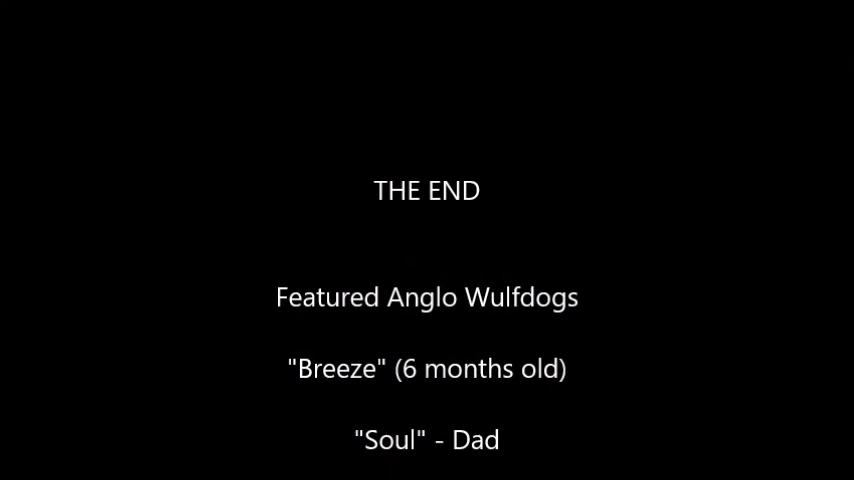 THE END
Featured Anglo Wulfdogs
"Breeze" (6 months old)
"Soul" - Dad